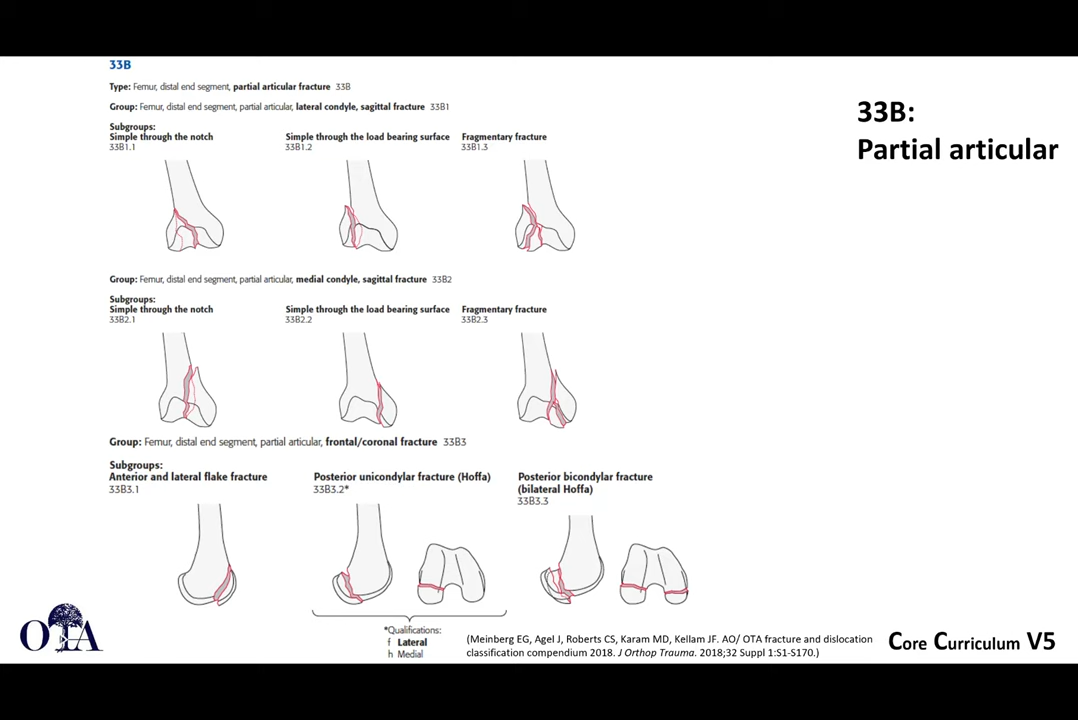 33B
Type: Femur, distal end segment, partial articular fracture 33B
Group: Femur, distal end segment, partial articular, lateral condyle, sagittal fracture 33B1
Subgroups:
Simple through the notch
33B1.1
Simple through the load bearing surface
33B1.2
Fragmentary fracture
33B1.3
Group: Femur, distal end segment, partial articular, medial condyle, sagittal fracture 33B2
Subgroups:
Simple through the notch
33B2.1
Simple through the load bearing surface
33B2.2
Fragmentary fracture
33B2.3
Group: Femur, distal end segment, partial articular, frontal/coronal fracture 33B3
Subgroups:
Anterior and lateral flake fracture
33B3.1
Posterior unicondylar fracture (Hoffa)
33B3.2*
Posterior bicondylar fracture
(bilateral Hoffa)
33B3.3
*Qualifications:
f Lateral
h Medial
33B:
Partial articular
OTA
(Meinberg EG, Agel J, Roberts CS, Karam MD, Kellam JF. AO/ OTA fracture and dislocation
classification compendium 2018. J Orthop Trauma. 2018;32 Suppl 1:S1-S170.)
Core Curriculum V5